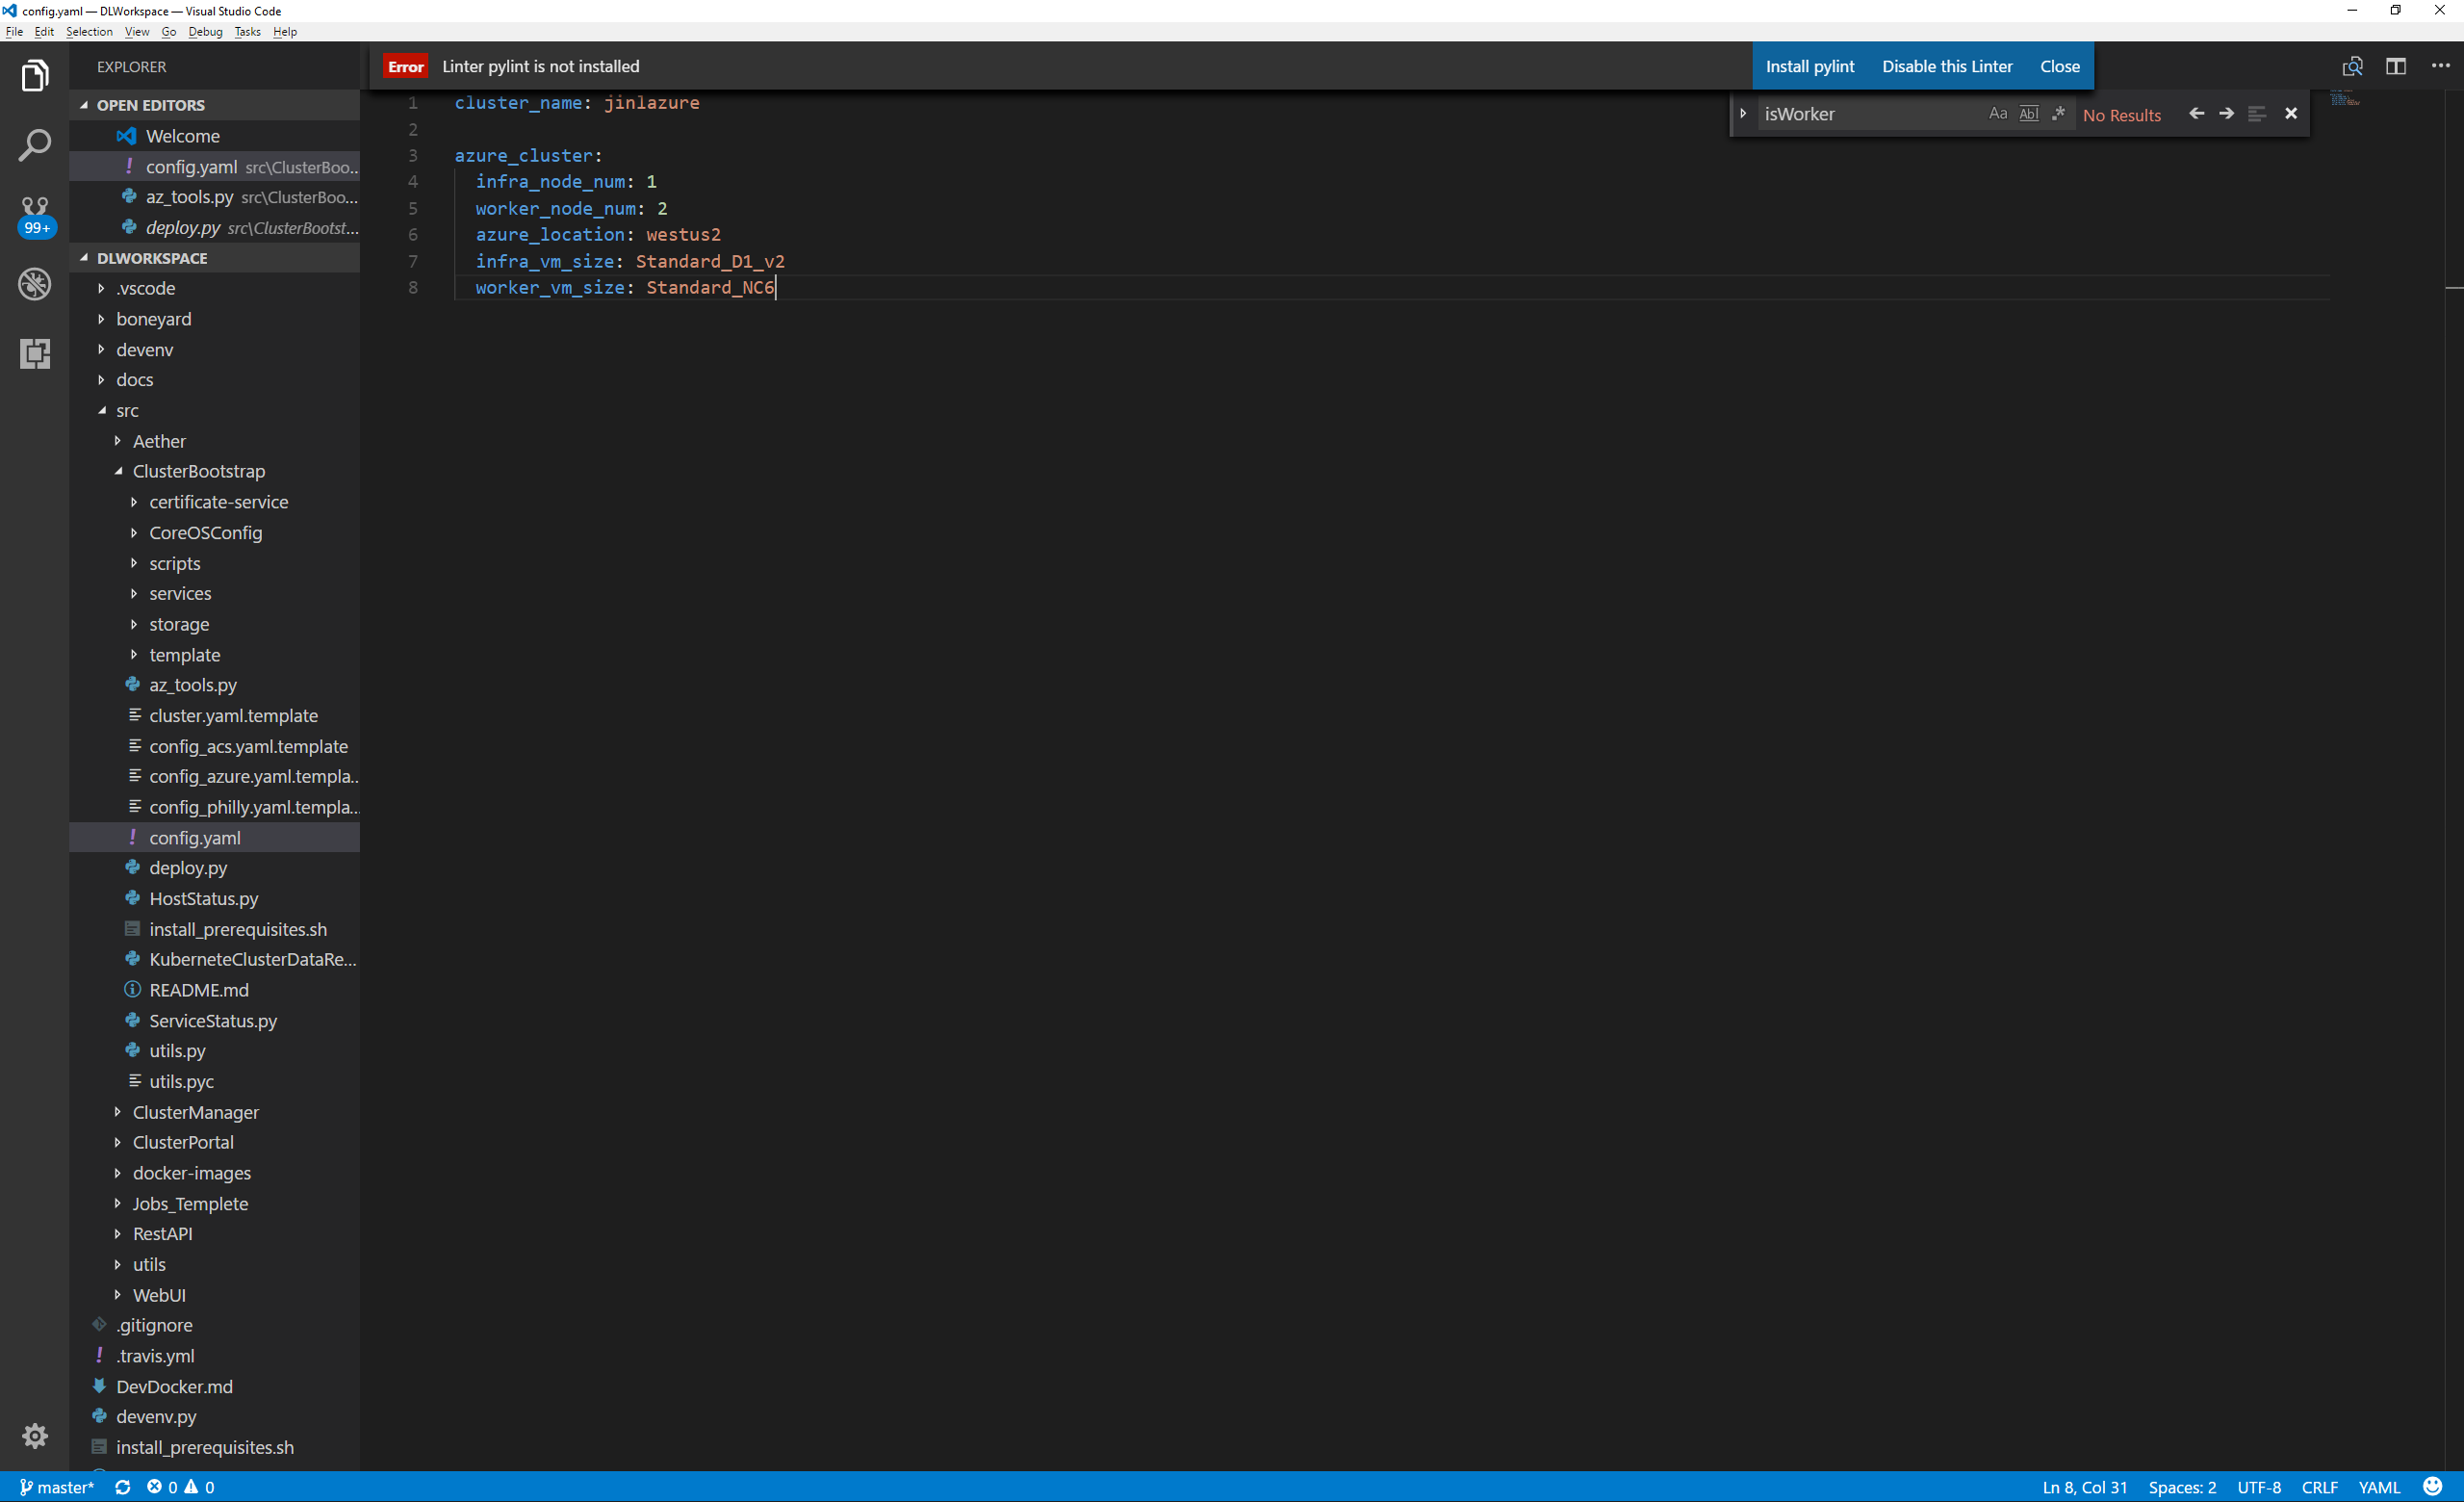 config.yaml — DLWorkspace — Visual Studio Code
File Edit Selection View Go Debug Tasks Help
EXPLORER
Error Linter pylint is not installed
Install pylint Disable this Linter Close
OPEN EDITORS
Welcome
config.yaml src\ClusterBoo...
az_tools.py src\ClusterBoo...
deploy.py src\ClusterBootst...
99+
DLWORKSPACE
.vscode
boneyard
devenv
docs
src
Aether
ClusterBootstrap
certificate-service
CoreOSConfig
scripts
services
storage
template
az_tools.py
cluster.yaml.template
config_acs.yaml.template
config_azure.yaml.templa...
config_philly.yaml.templa...
config.yaml
deploy.py
HostStatus.py
install_prerequisites.sh
KuberneteClusterDataRe...
README.md
ServiceStatus.py
utils.py
utils.pyc
ClusterManager
ClusterPortal
docker-images
Jobs_Templete
RestAPI
utils
WebUI
.gitignore
.travis.yml
DevDocker.md
devenv.py
install_prerequisites.sh
1 cluster_name: jinlazure
2
3 azure_cluster:
4 infra_node_num: 1
5 worker_node_num: 2
6 azure_location: westus2
7 infra_vm_size: Standard_D1_v2
8 worker_vm_size: Standard_NC6
isWorker Aa Abl .* No Results
master* 0 0
Ln 8, Col 31 Spaces: 2 UTF-8 CRLF YAML